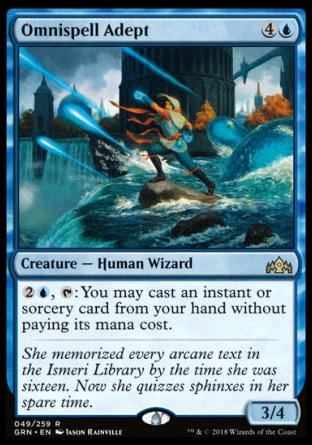 Omnispell Adept 4
Creature — Human Wizard
2, : You may cast an instant or
sorcery card from your hand without
paying its mana cost.
She memorized every arcane text in
the Ismeri Library by the time she was
sixteen. Now she quizzes sphinxes in her
spare time.
3/4
049/259 R
GRN • EN JASON RAINVILLE ™ & © 2018 Wizards of the Coast